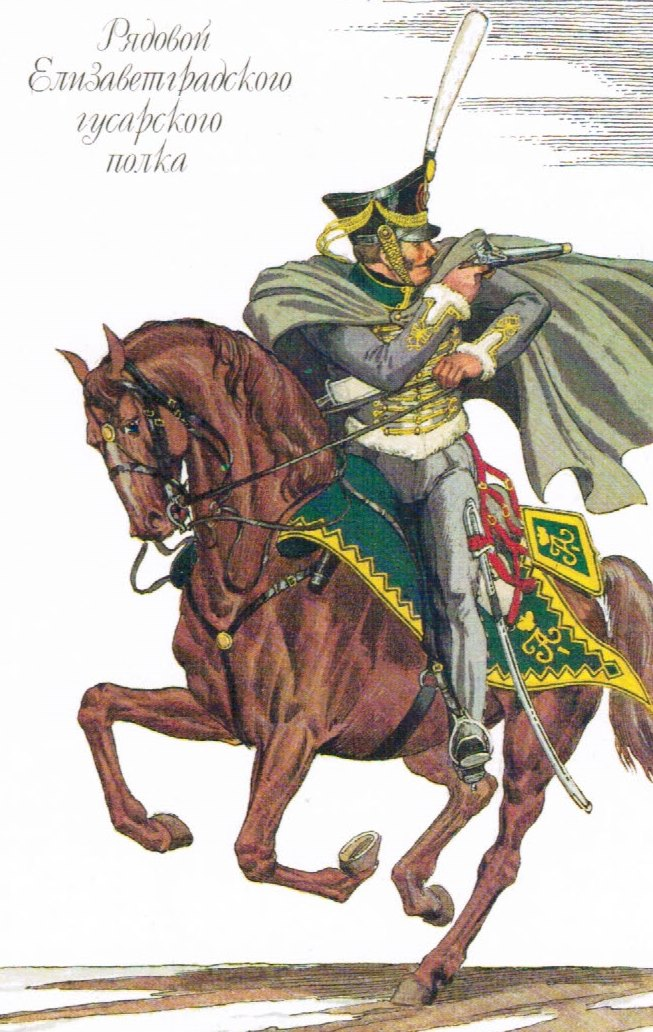 Рядовой
Елизаветградского
гусарского
полка
А
А